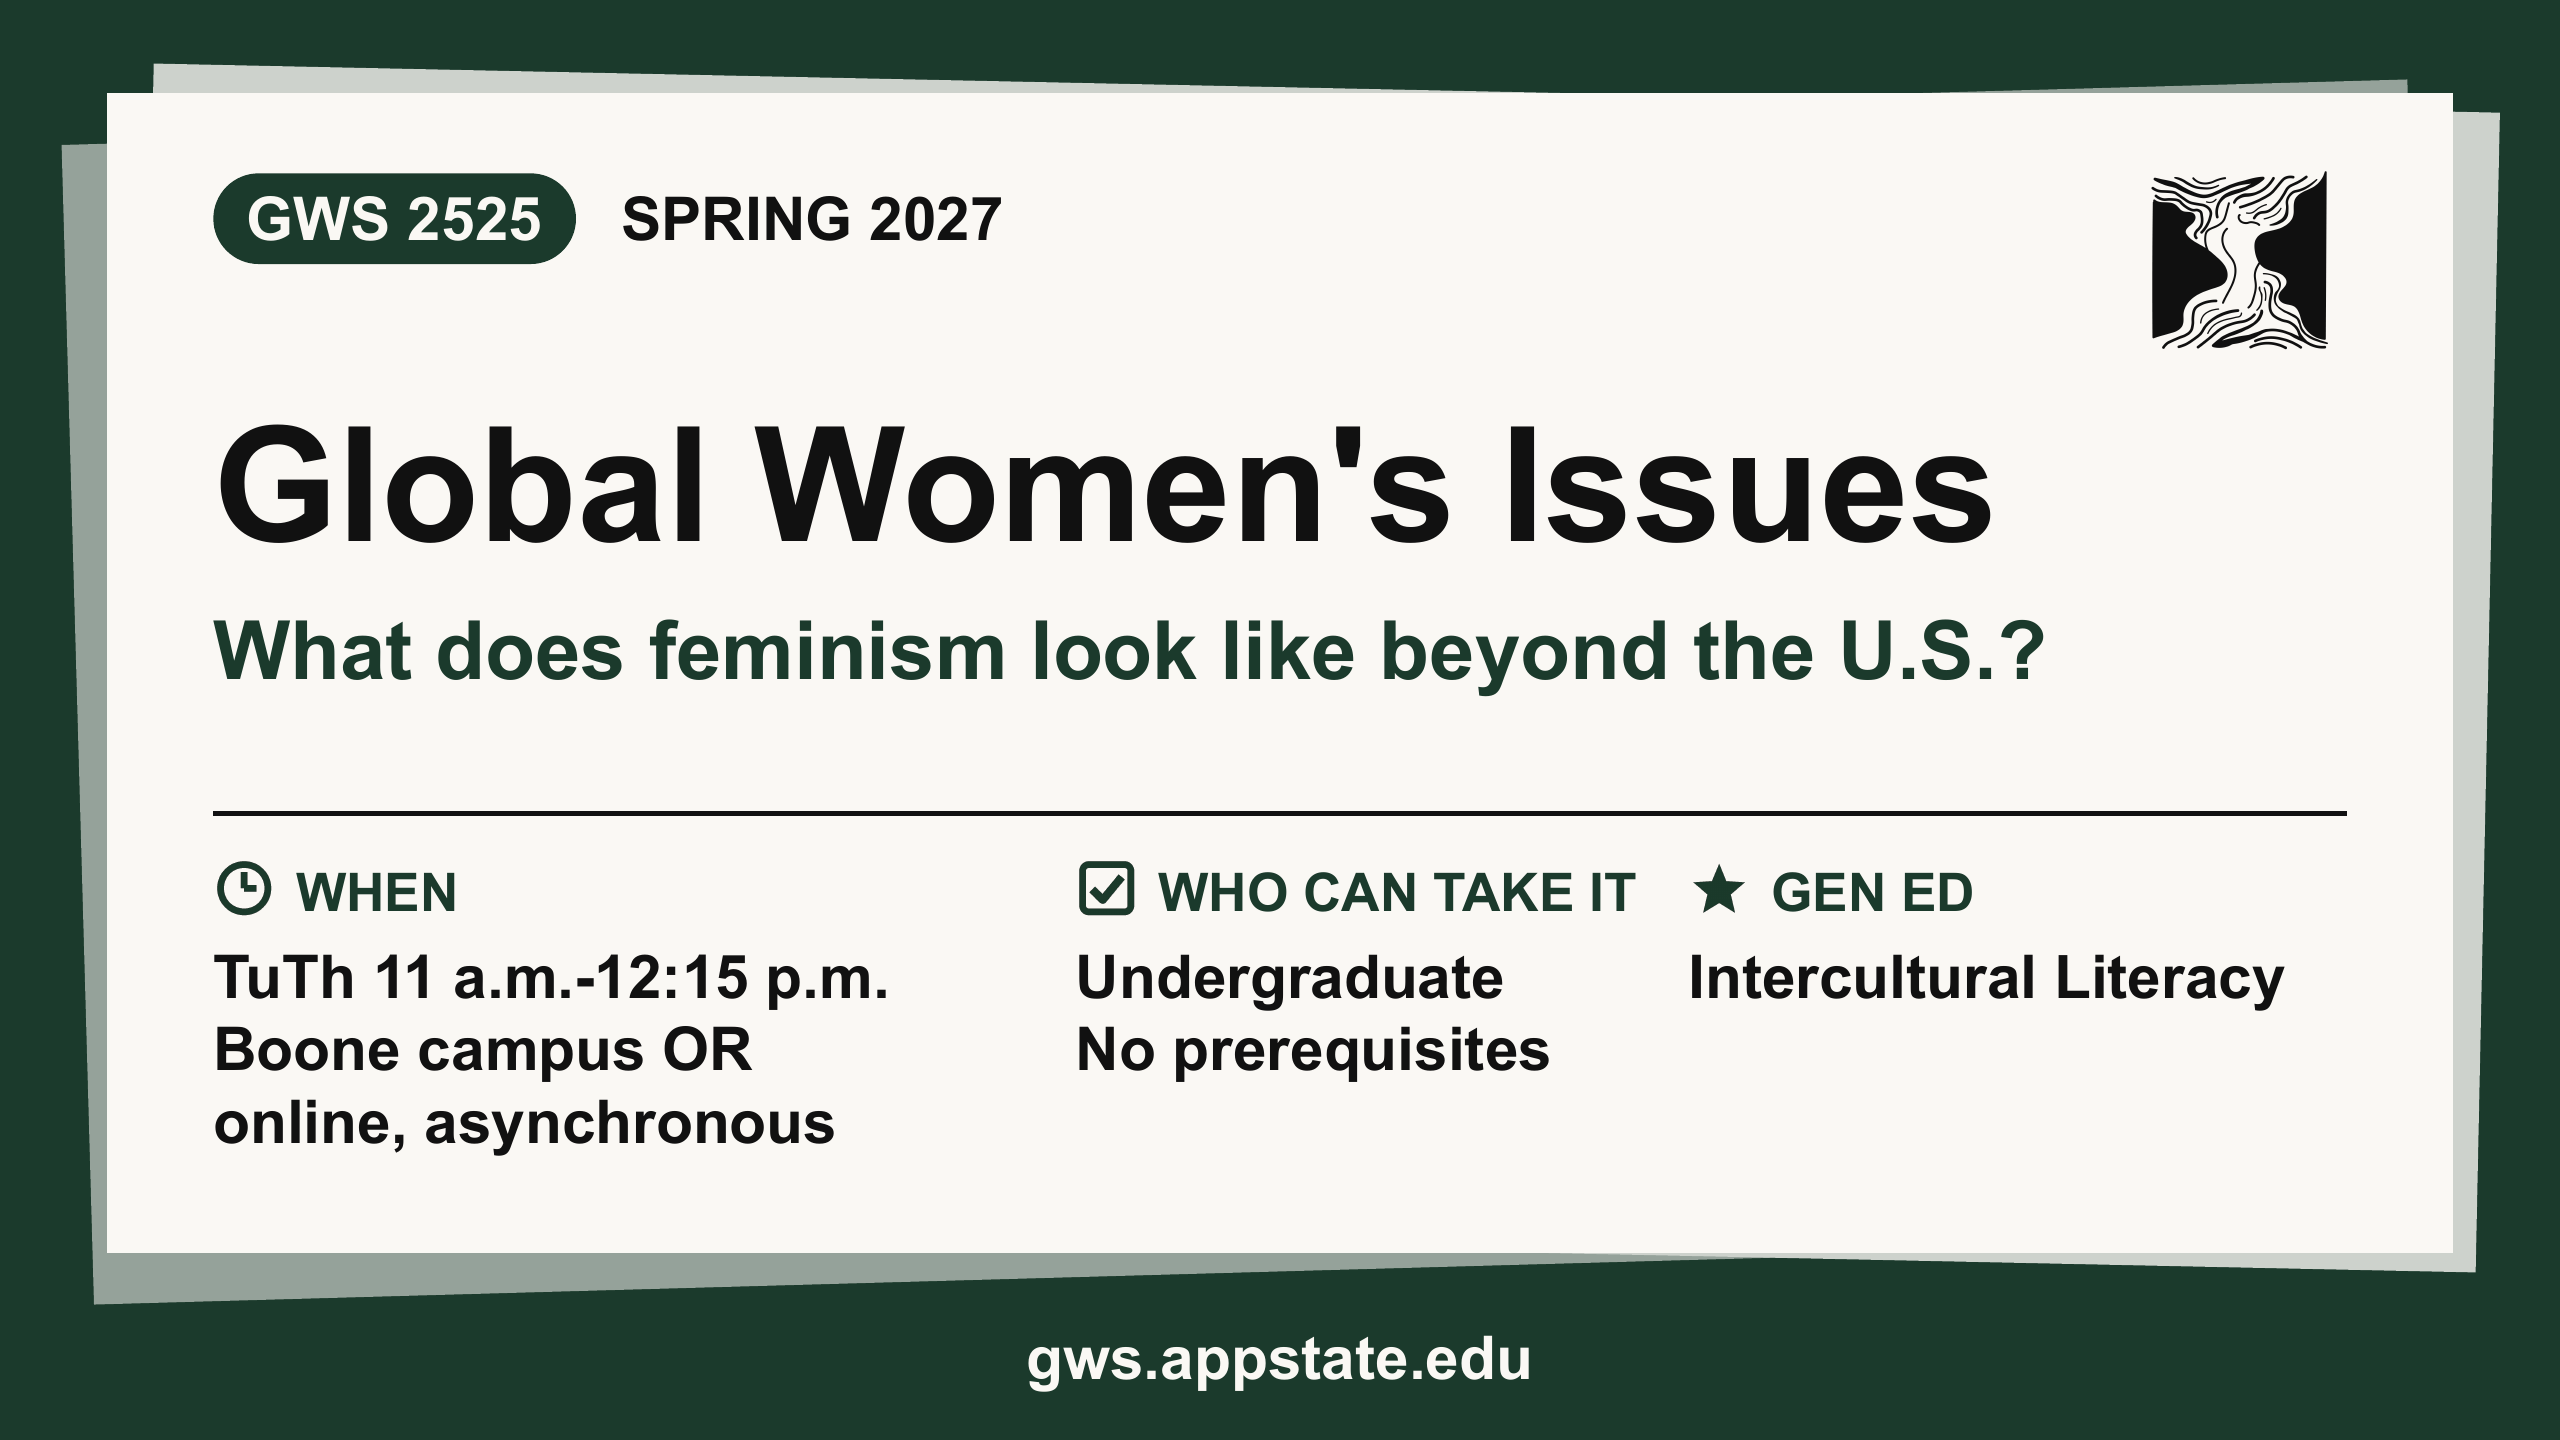 GWS 2525 SPRING 2027
Global Women's Issues
What does feminism look like beyond the U.S.?
WHEN
TuTh 11 a.m.-12:15 p.m.
Boone campus OR
online, asynchronous
WHO CAN TAKE IT
Undergraduate
No prerequisites
GEN ED
Intercultural Literacy
gws.appstate.edu